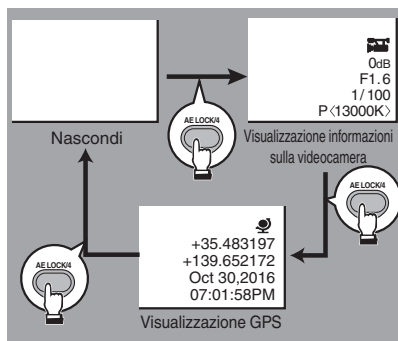 0dB
F1.6
1/100
P〈13000K〉
Nascondi
AE LOCK/4
Visualizzazione informazioni
sulla videocamera
AE LOCK/4
+35.483197
+139.652172
Oct 30,2016
07:01:58PM
AE LOCK/4
Visualizzazione GPS